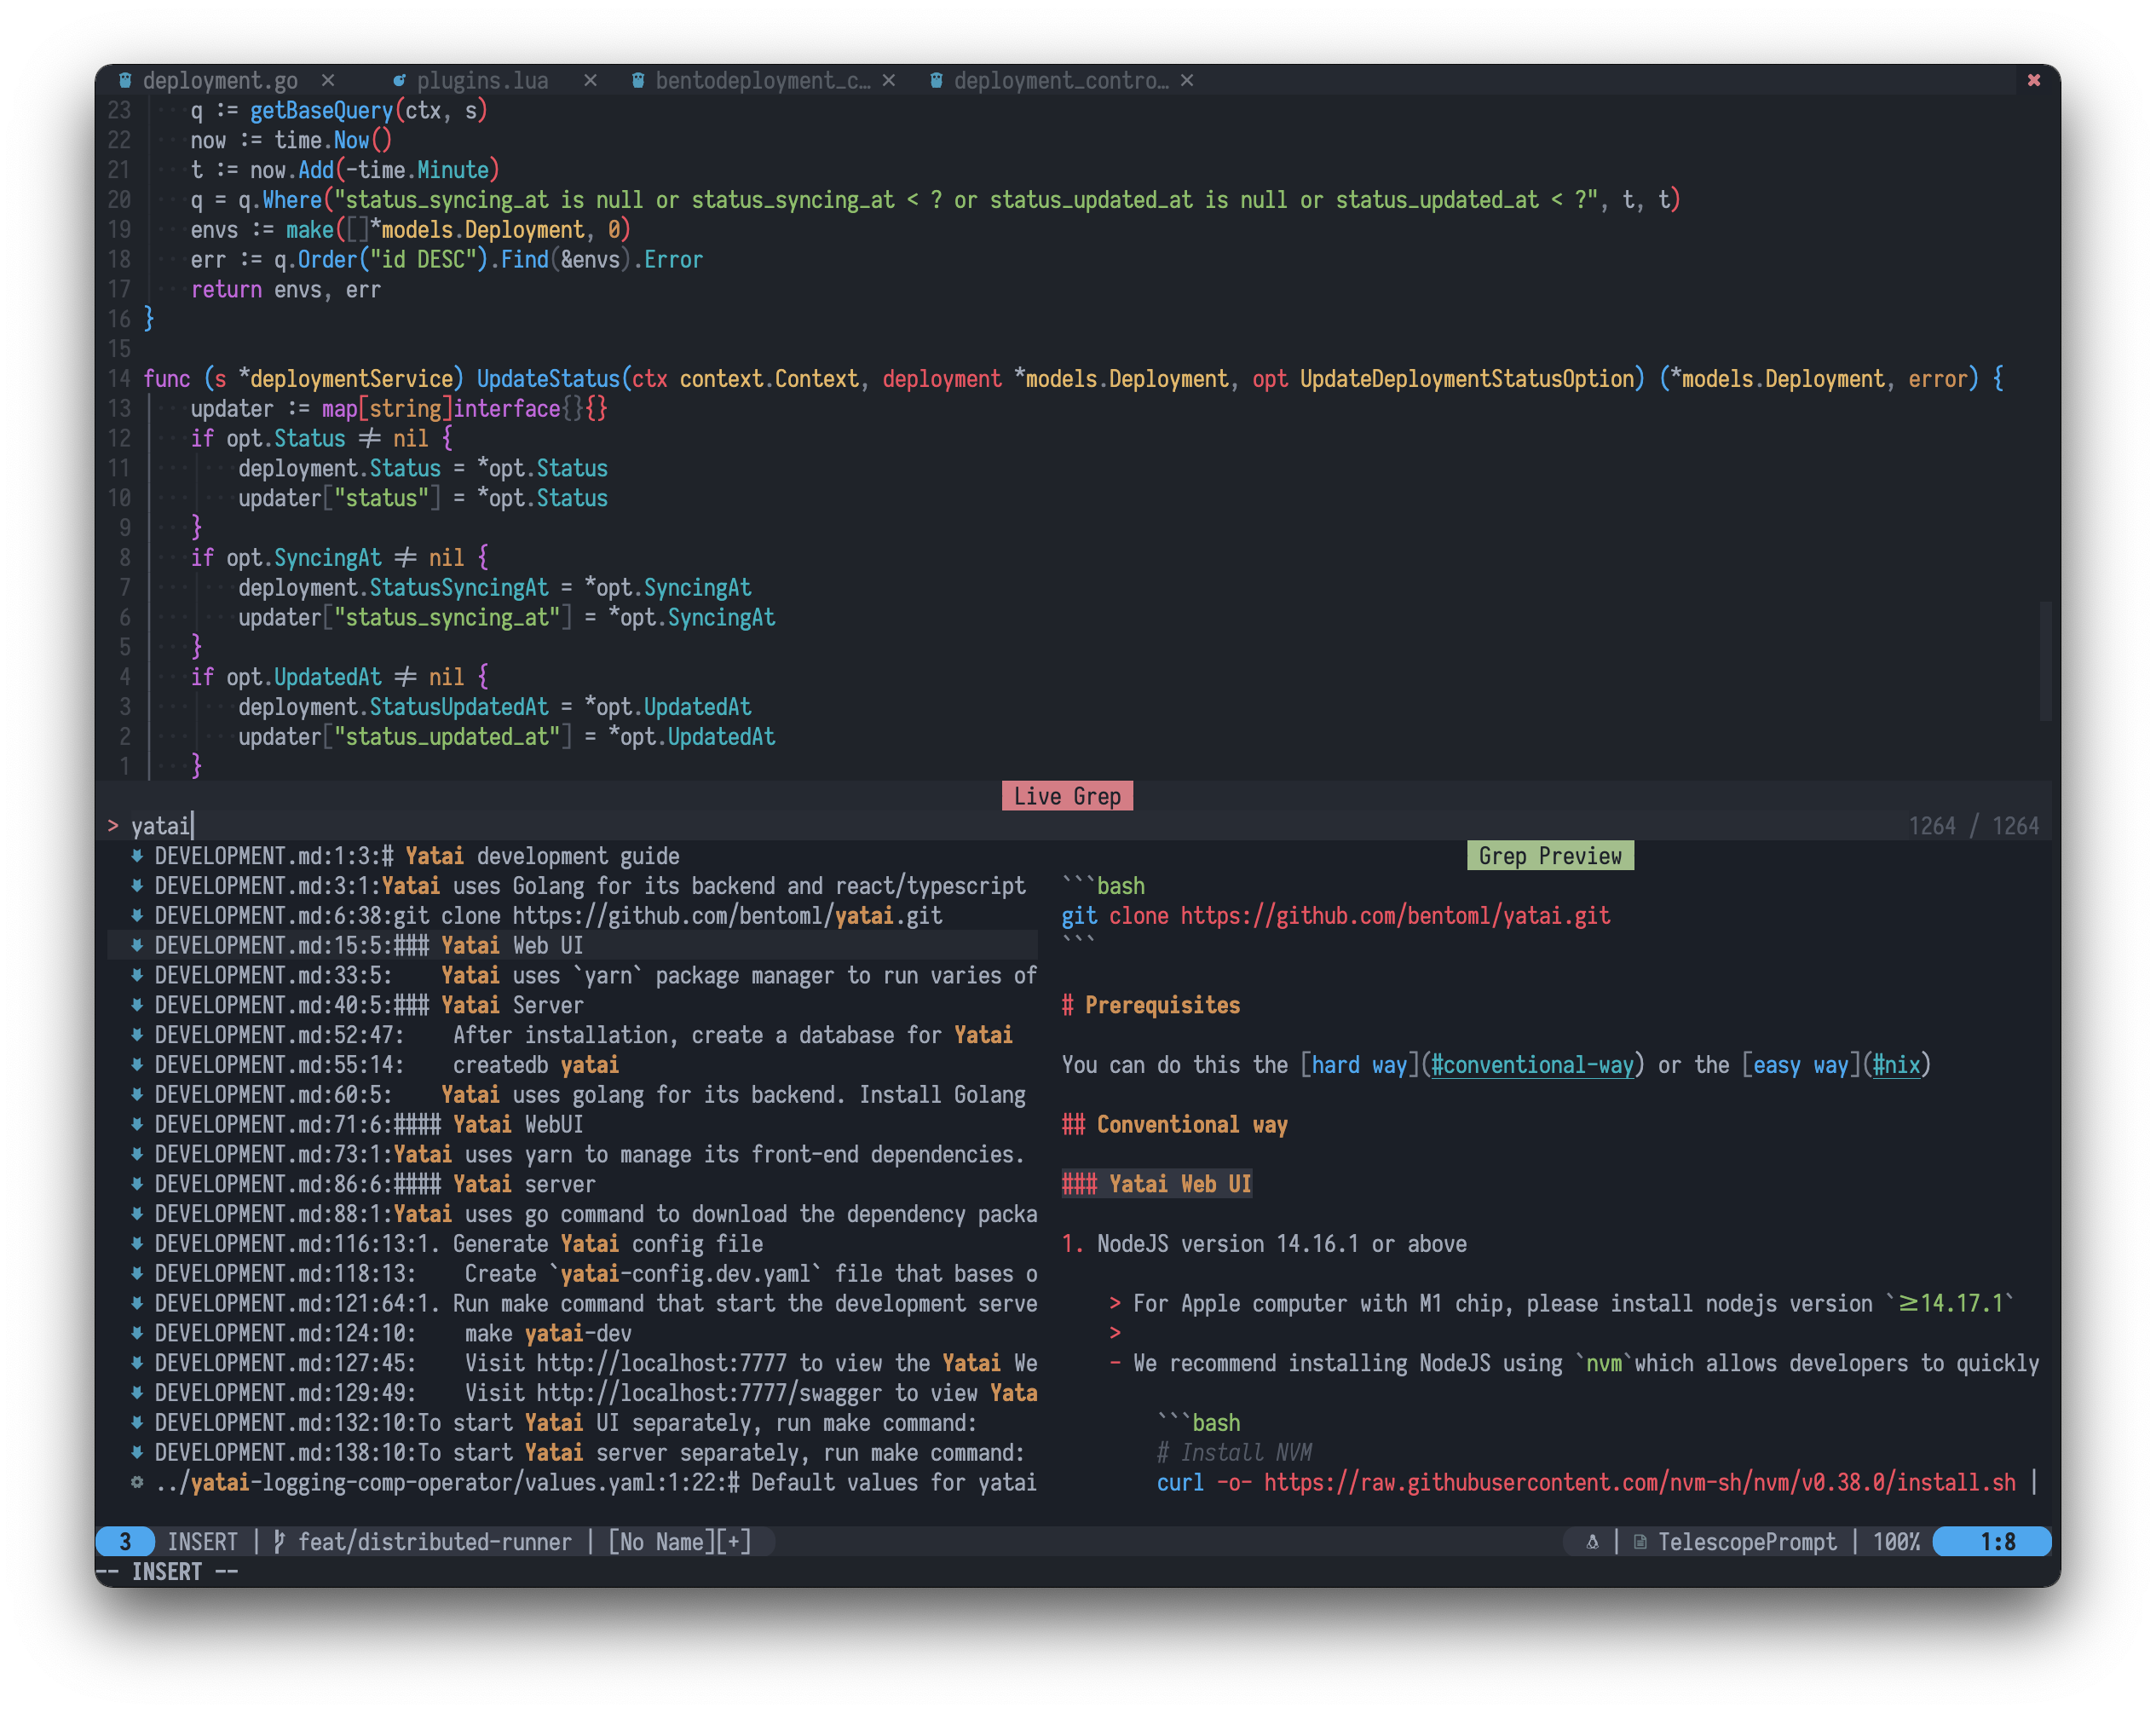 deployment.go × plugins.lua × bentodeployment_c… × deployment_contro… × ✖
23 q := getBaseQuery(ctx, s)
22 now := time.Now()
21 t := now.Add(-time.Minute)
20 q = q.Where("status_syncing_at is null or status_syncing_at < ? or status_updated_at is null or status_updated_at < ?", t, t)
19 envs := make([]*models.Deployment, 0)
18 err := q.Order("id DESC").Find(&envs).Error
17 return envs, err
16 }
15
14 func (s *deploymentService) UpdateStatus(ctx context.Context, deployment *models.Deployment, opt UpdateDeploymentStatusOption) (*models.Deployment, error) {
13 updater := map[string]interface{}{}
12 if opt.Status ≠ nil {
11 deployment.Status = *opt.Status
10 updater["status"] = *opt.Status
9 }
8 if opt.SyncingAt ≠ nil {
7 deployment.StatusSyncingAt = *opt.SyncingAt
6 updater["status_syncing_at"] = *opt.SyncingAt
5 }
4 if opt.UpdatedAt ≠ nil {
3 deployment.StatusUpdatedAt = *opt.UpdatedAt
2 updater["status_updated_at"] = *opt.UpdatedAt
1 }
Live Grep
> yatai 1264 / 1264
DEVELOPMENT.md:1:3:# Yatai development guide
DEVELOPMENT.md:3:1:Yatai uses Golang for its backend and react/typescript
DEVELOPMENT.md:6:38:git clone https://github.com/bentoml/yatai.git
DEVELOPMENT.md:15:5:### Yatai Web UI
DEVELOPMENT.md:33:5: Yatai uses `yarn` package manager to run varies of
DEVELOPMENT.md:40:5:### Yatai Server
DEVELOPMENT.md:52:47: After installation, create a database for Yatai
DEVELOPMENT.md:55:14: createdb yatai
DEVELOPMENT.md:60:5: Yatai uses golang for its backend. Install Golang
DEVELOPMENT.md:71:6:#### Yatai WebUI
DEVELOPMENT.md:73:1:Yatai uses yarn to manage its front-end dependencies.
DEVELOPMENT.md:86:6:#### Yatai server
DEVELOPMENT.md:88:1:Yatai uses go command to download the dependency packa
DEVELOPMENT.md:116:13:1. Generate Yatai config file
DEVELOPMENT.md:118:13: Create `yatai-config.dev.yaml` file that bases o
DEVELOPMENT.md:121:64:1. Run make command that start the development serve
DEVELOPMENT.md:124:10: make yatai-dev
DEVELOPMENT.md:127:45: Visit http://localhost:7777 to view the Yatai We
DEVELOPMENT.md:129:49: Visit http://localhost:7777/swagger to view Yata
DEVELOPMENT.md:132:10:To start Yatai UI separately, run make command:
DEVELOPMENT.md:138:10:To start Yatai server separately, run make command:
../yatai-logging-comp-operator/values.yaml:1:22:# Default values for yatai
Grep Preview
```bash
git clone https://github.com/bentoml/yatai.git
```
# Prerequisites
You can do this the [hard way](#conventional-way) or the [easy way](#nix)
## Conventional way
### Yatai Web UI
1. NodeJS version 14.16.1 or above
> For Apple computer with M1 chip, please install nodejs version `≥14.17.1`
>
- We recommend installing NodeJS using `nvm`which allows developers to quickly
```bash
# Install NVM
curl -o- https://raw.githubusercontent.com/nvm-sh/nvm/v0.38.0/install.sh |
3 INSERT | feat/distributed-runner | [No Name][+] | TelescopePrompt | 100% 1:8
-- INSERT --